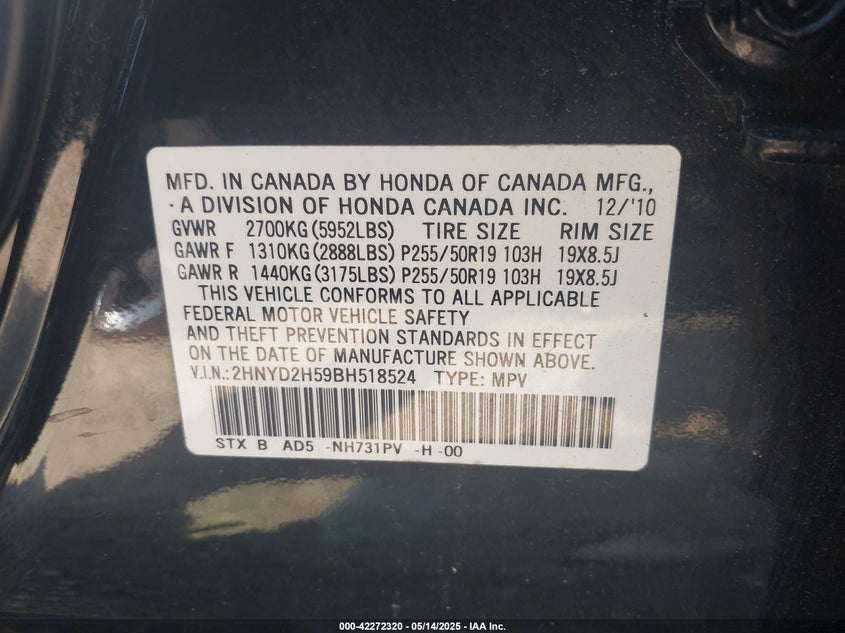 MFD. IN CANADA BY HONDA OF CANADA MFG.,
A DIVISION OF HONDA CANADA INC. 12/'10
GVWR 2700KG(5952LBS) TIRE SIZE RIM SIZE
GAWR F 1310KG(2888LBS) P255/50R19 103H 19X8.5J
GAWR R 1440KG(3175LBS) P255/50R19 103H 19X8.5J
THIS VEHICLE CONFORMS TO ALL APPLICABLE
FEDERAL MOTOR VEHICLE SAFETY
AND THEFT PREVENTION STANDARDS IN EFFECT
ON THE DATE OF MANUFACTURE SHOWN ABOVE.
V.I.N.:2HNYD2H59BH518524 TYPE: MPV
STX B AD5 -NH731PV -H -00
000-42272320 - 05/14/2025 - IAA Inc.